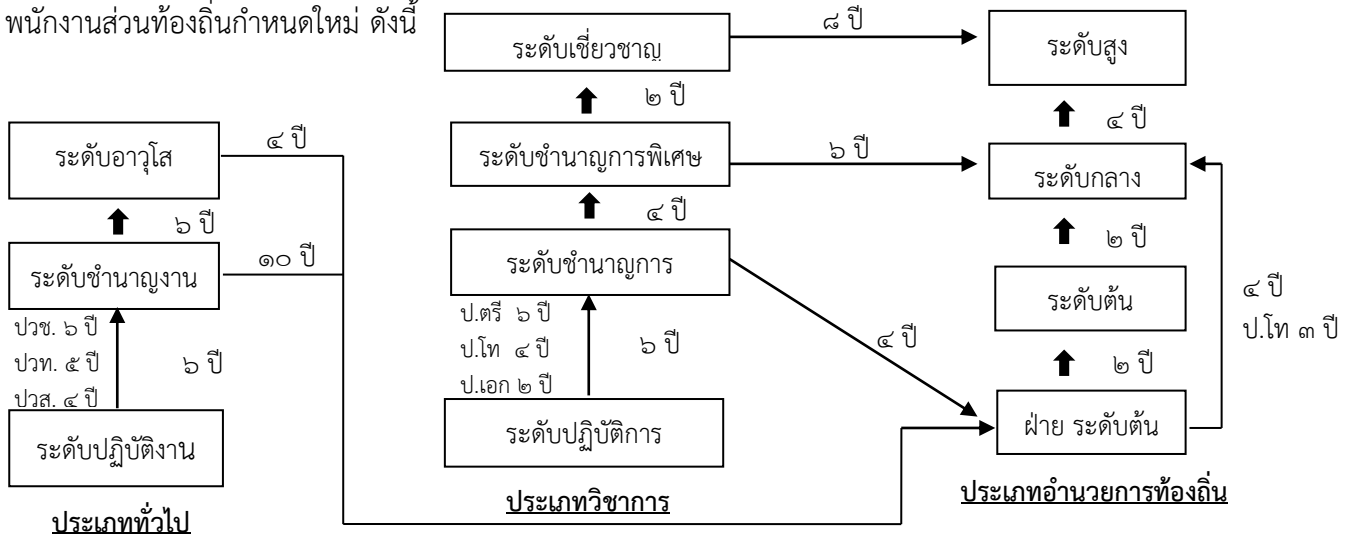 พนักงานส่วนท้องถิ่นกำหนดใหม่ ดังนี้
ระดับอาวุโส
๔ ปี
๖ ปี
ระดับชำนาญงาน
๑๐ ปี
ปวช. ๖ ปี
ปวท. ๕ ปี
ปวส. ๔ ปี
๖ ปี
ระดับปฏิบัติงาน
ประเภททั่วไป
ระดับเชี่ยวชาญ
๘ ปี
๒ ปี
ระดับชำนาญการพิเศษ
๖ ปี
๔ ปี
ระดับชำนาญการ
ป.ตรี ๖ ปี
ป.โท ๔ ปี
ป.เอก ๒ ปี
๖ ปี
๔ ปี
ระดับปฏิบัติการ
ประเภทวิชาการ
ระดับสูง
๔ ปี
ระดับกลาง
๒ ปี
ระดับต้น
๔ ปี
ป.โท ๓ ปี
๒ ปี
ฝ่าย ระดับต้น
ประเภทอำนวยการท้องถิ่น